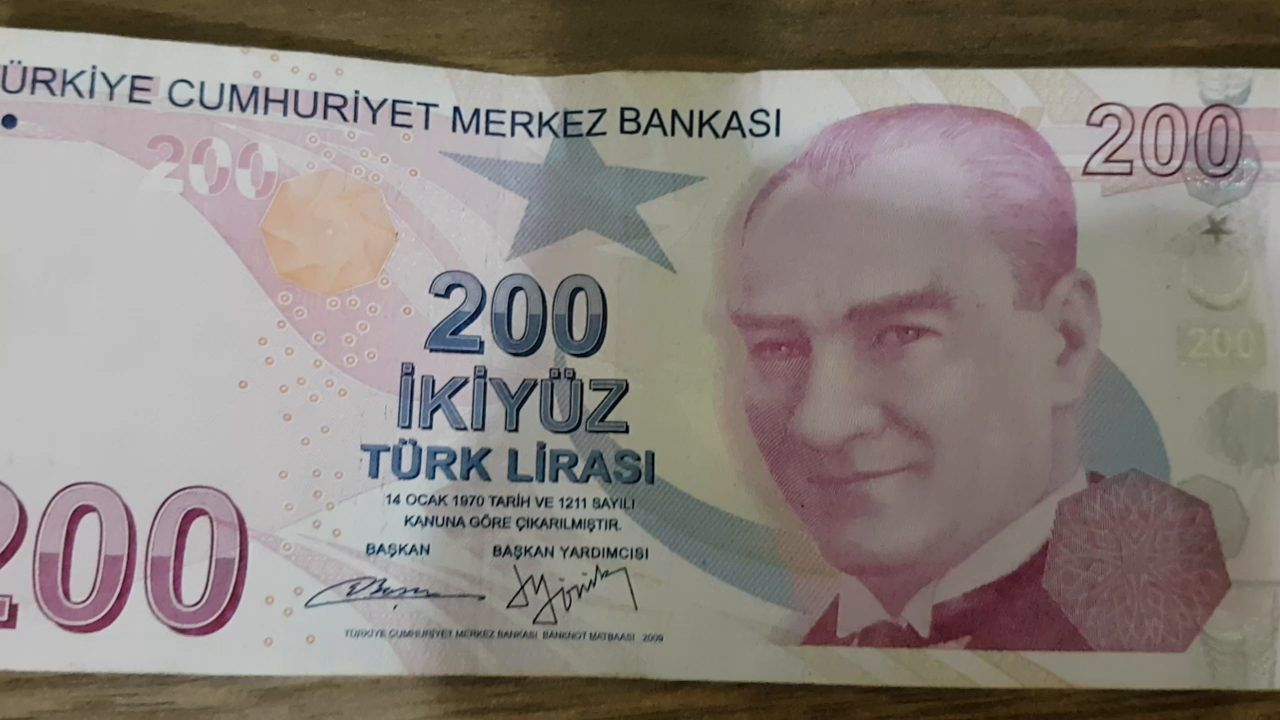 ÜRKİYE CUMHURİYET MERKEZ BANKASI
200
200
200
İKİYÜZ
TÜRK LİRASI
14 OCAK 1970 TARİH VE 1211 SAYILI
KANUNA GÖRE ÇIKARILMIŞTIR.
BAŞKAN BAŞKAN YARDIMCISI
TÜRKİYE CUMHURİYET MERKEZ BANKASI BANKNOT MATBAASI 2009
200
200